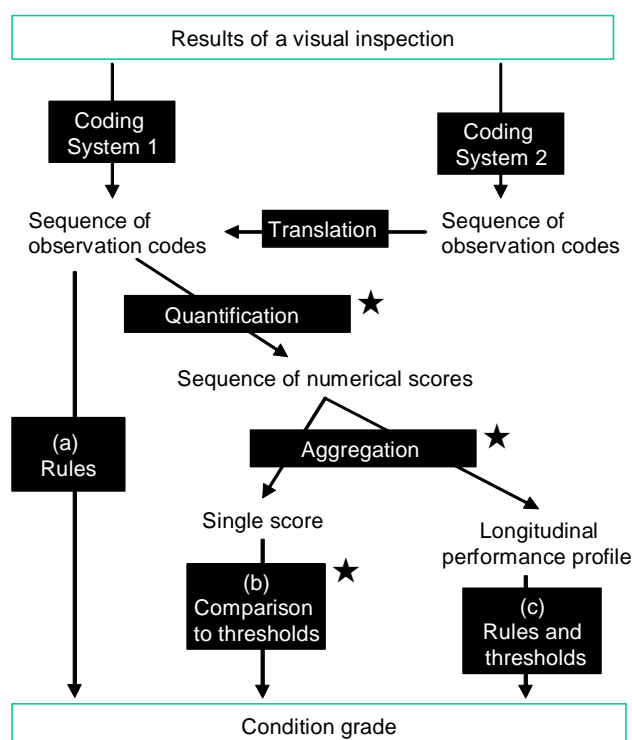 Results of a visual inspection
Coding
System 1
Coding
System 2
Sequence of
observation codes
Translation
Sequence of
observation codes
Quantification
Sequence of numerical scores
(a)
Rules
Aggregation
Single score
Longitudinal
performance profile
(b)
Comparison
to thresholds
(c)
Rules and
thresholds
Condition grade